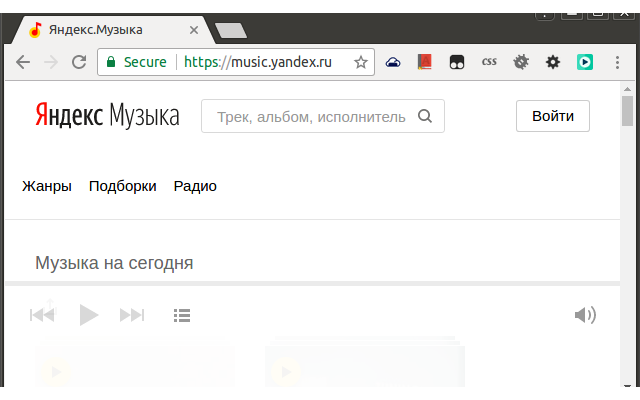 Яндекс.Музыка
Secure https://music.yandex.ru css
Яндекс Музыка Трек, альбом, исполнитель Войти
Жанры Подборки Радио
Музыка на сегодня